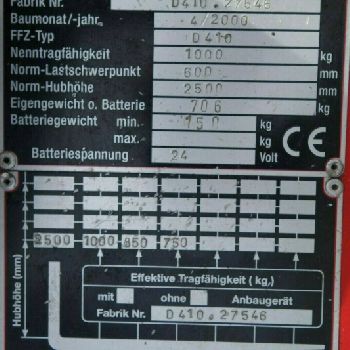 Fabrik Nr. D410.27546
Baumonat/-jahr 4/2000
FFZ-Typ D410
Nenntragfähigkeit 1000 kg
Norm-Lastschwerpunkt 600 mm
Norm-Hubhöhe 2500 mm
Eigengewicht o. Batterie 706 kg
Batteriegewicht min. 150 kg
max. kg
Batteriespannung 24 Volt
CE
2500 1000 850 750
Hubhöhe (mm)
Effektive Tragfähigkeit (kg)
mit ohne Anbaugerät
Fabrik Nr. D410.27546